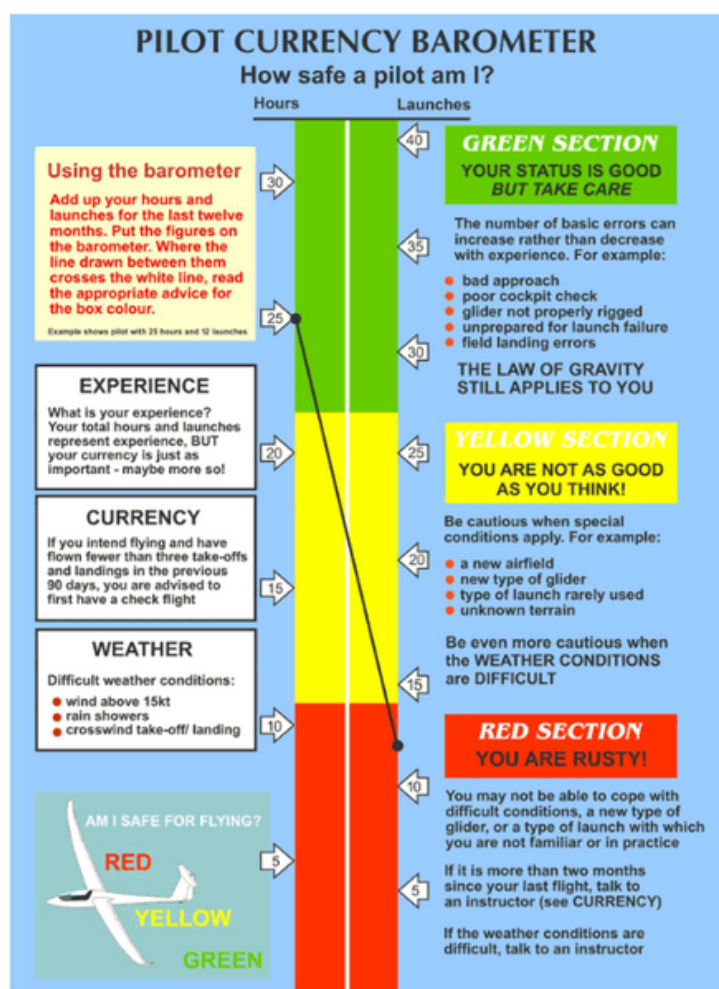 PILOT CURRENCY BAROMETER
How safe a pilot am I?
Hours
Launches
Using the barometer
Add up your hours and
launches for the last twelve
months. Put the figures on
the barometer. Where the
line drawn between them
crosses the white line, read
the appropriate advice for
the box colour.
Example shows pilot with 25 hours and 12 launches
EXPERIENCE
What is your experience?
Your total hours and launches
represent experience, BUT
your currency is just as
important - maybe more so!
CURRENCY
If you intend flying and have
flown fewer than three take-offs
and landings in the previous
90 days, you are advised to
first have a check flight
WEATHER
Difficult weather conditions:
wind above 15kt
rain showers
crosswind take-off/ landing
AM I SAFE FOR FLYING?
RED
YELLOW
GREEN
30
25
20
15
10
5
40
35
30
25
20
15
10
5
GREEN SECTION
YOUR STATUS IS GOOD
BUT TAKE CARE
The number of basic errors can
increase rather than decrease
with experience. For example:
bad approach
poor cockpit check
glider not properly rigged
unprepared for launch failure
field landing errors
THE LAW OF GRAVITY
STILL APPLIES TO YOU
YELLOW SECTION
YOU ARE NOT AS GOOD
AS YOU THINK!
Be cautious when special
conditions apply. For example:
a new airfield
new type of glider
type of launch rarely used
unknown terrain
Be even more cautious when
the WEATHER CONDITIONS
are DIFFICULT
RED SECTION
YOU ARE RUSTY!
You may not be able to cope with
difficult conditions, a new type of
glider, or a type of launch with which
you are not familiar or in practice
If it is more than two months
since your last flight, talk to
an instructor (see CURRENCY)
If the weather conditions are
difficult, talk to an instructor